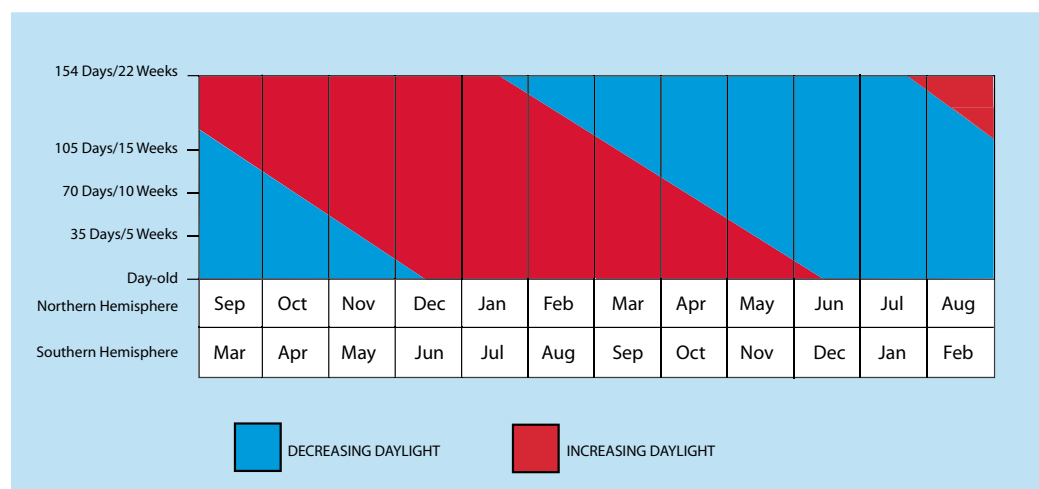 154 Days/22 Weeks
105 Days/15 Weeks
70 Days/10 Weeks
35 Days/5 Weeks
Day-old
Northern Hemisphere Sep Oct Nov Dec Jan Feb Mar Apr May Jun Jul Aug
Southern Hemisphere Mar Apr May Jun Jul Aug Sep Oct Nov Dec Jan Feb
DECREASING DAYLIGHT INCREASING DAYLIGHT